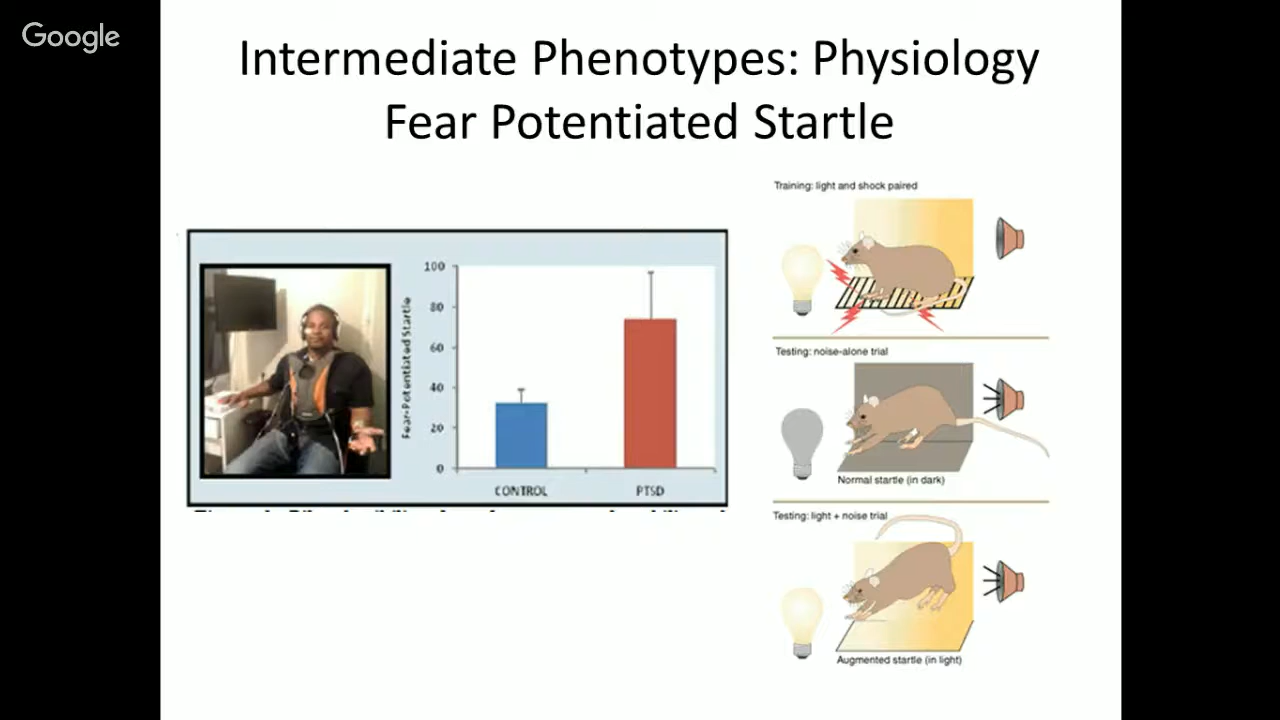 Google
Intermediate Phenotypes: Physiology
Fear Potentiated Startle
Fear-Potentiated Startle
100
80
60
40
20
0
CONTROL
PTSD
Training: light and shock paired
Testing: noise-alone trial
Normal startle (in dark)
Testing: light + noise trial
Augmented startle (in light)